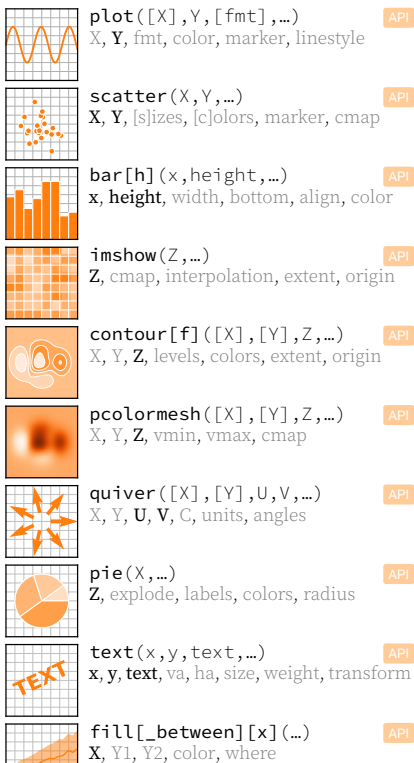 plot([X],Y,[fmt],…) API
X, Y, fmt, color, marker, linestyle
scatter(X,Y,…) API
X, Y, [s]izes, [c]olors, marker, cmap
bar[h](x,height,…) API
x, height, width, bottom, align, color
imshow(Z,…) API
Z, cmap, interpolation, extent, origin
contour[f]([X],[Y],Z,…) API
X, Y, Z, levels, colors, extent, origin
pcolormesh([X],[Y],Z,…) API
X, Y, Z, vmin, vmax, cmap
quiver([X],[Y],U,V,…) API
X, Y, U, V, C, units, angles
pie(X,…) API
Z, explode, labels, colors, radius
TEXT
text(x,y,text,…) API
x, y, text, va, ha, size, weight, transform
fill[_between][x](…) API
X, Y1, Y2, color, where